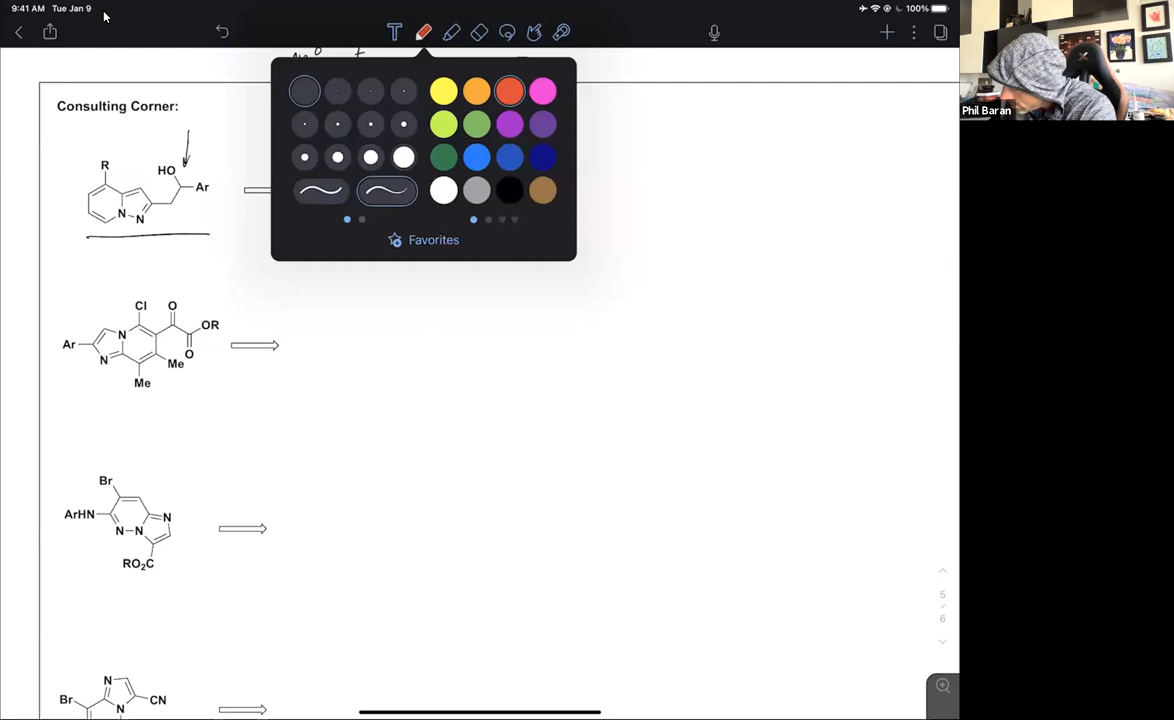 9:41 AM Tue Jan 9
100%
T
Phil Baran
Consulting Corner:
R
HO
Ar
N
N
Favorites
Cl
O
OR
N
Ar
O
N
Me
Me
Br
ArHN
N
N
N
RO2C
5
/
6
N
Br
CN
N